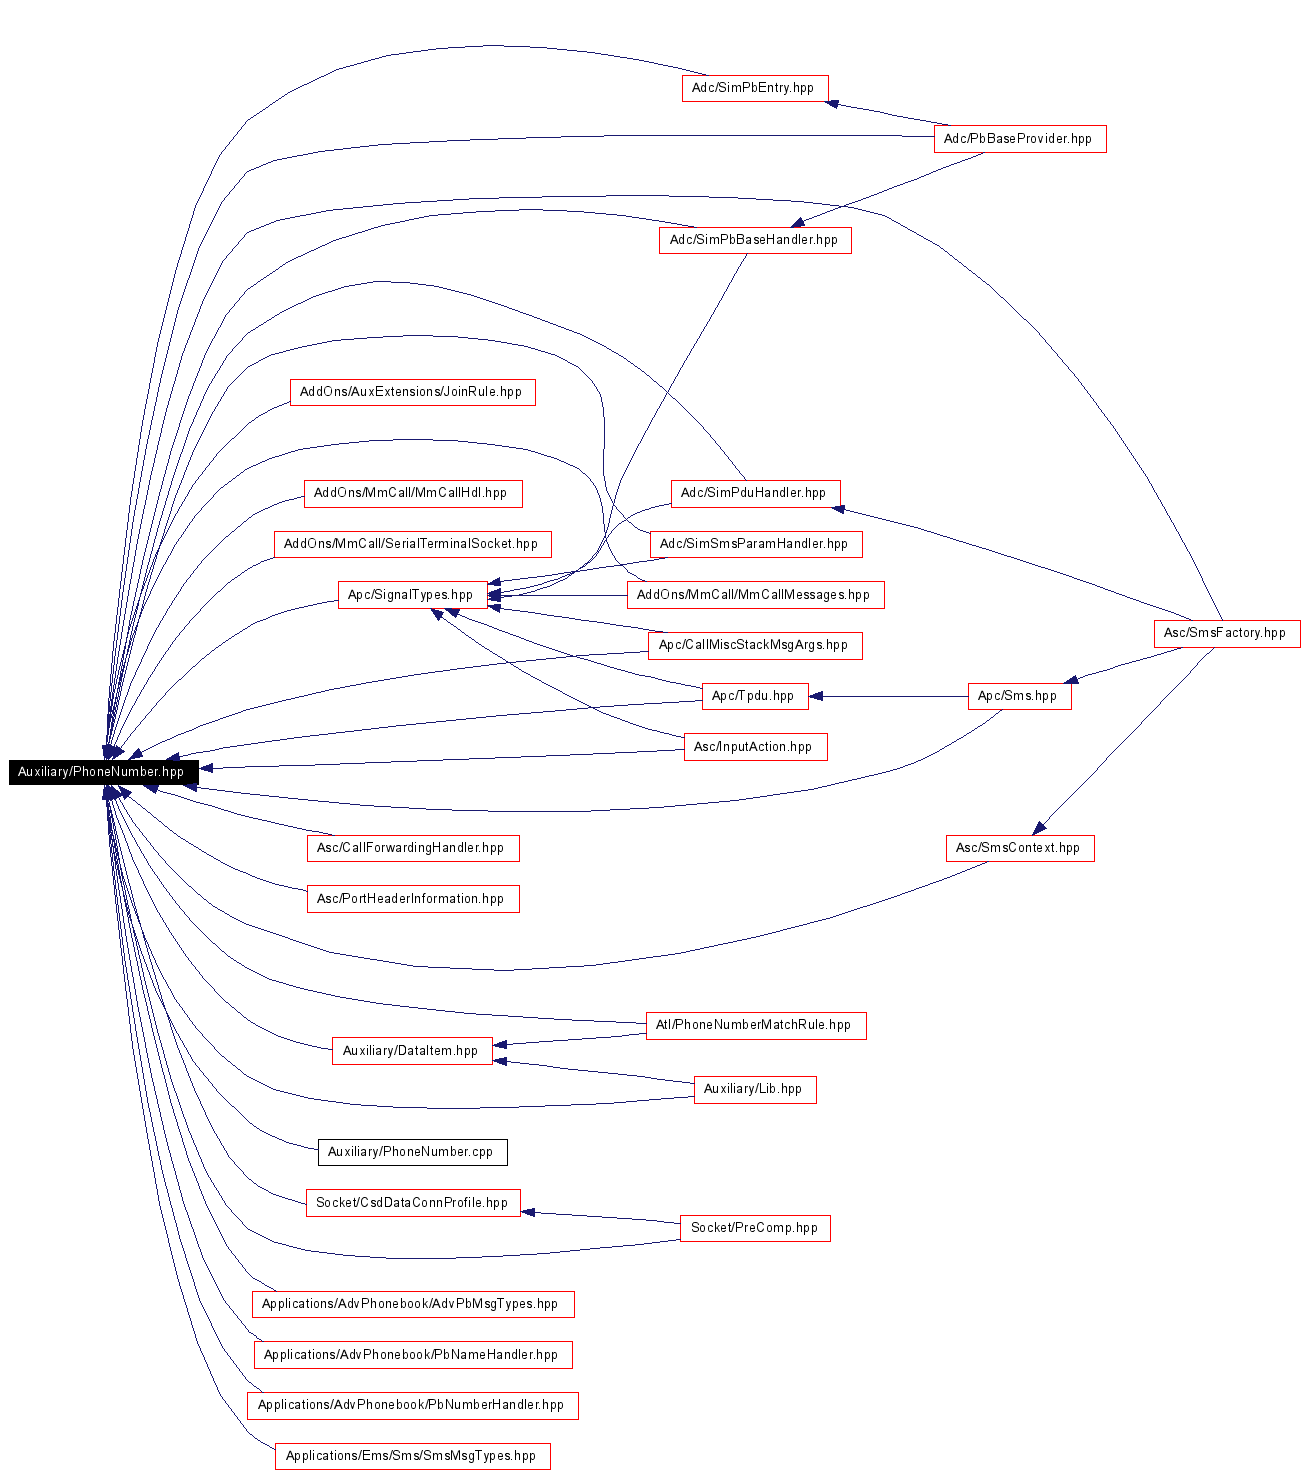 Adc/SimPbEntry.hpp
Adc/PbBaseProvider.hpp
Adc/SimPbBaseHandler.hpp
AddOns/AuxExtensions/JoinRule.hpp
AddOns/MmCall/MmCallHdl.hpp
Adc/SimPduHandler.hpp
AddOns/MmCall/SerialTerminalSocket.hpp
Adc/SimSmsParamHandler.hpp
Apc/SignalTypes.hpp
AddOns/MmCall/MmCallMessages.hpp
Asc/SmsFactory.hpp
Apc/CallMiscStackMsgArgs.hpp
Apc/Tpdu.hpp
Apc/Sms.hpp
Asc/InputAction.hpp
Auxiliary/PhoneNumber.hpp
Asc/CallForwardingHandler.hpp
Asc/SmsContext.hpp
Asc/PortHeaderInformation.hpp
Atl/PhoneNumberMatchRule.hpp
Auxiliary/DataItem.hpp
Auxiliary/Lib.hpp
Auxiliary/PhoneNumber.cpp
Socket/CsdDataConnProfile.hpp
Socket/PreComp.hpp
Applications/AdvPhonebook/AdvPbMsgTypes.hpp
Applications/AdvPhonebook/PbNameHandler.hpp
Applications/AdvPhonebook/PbNumberHandler.hpp
Applications/Ems/Sms/SmsMsgTypes.hpp